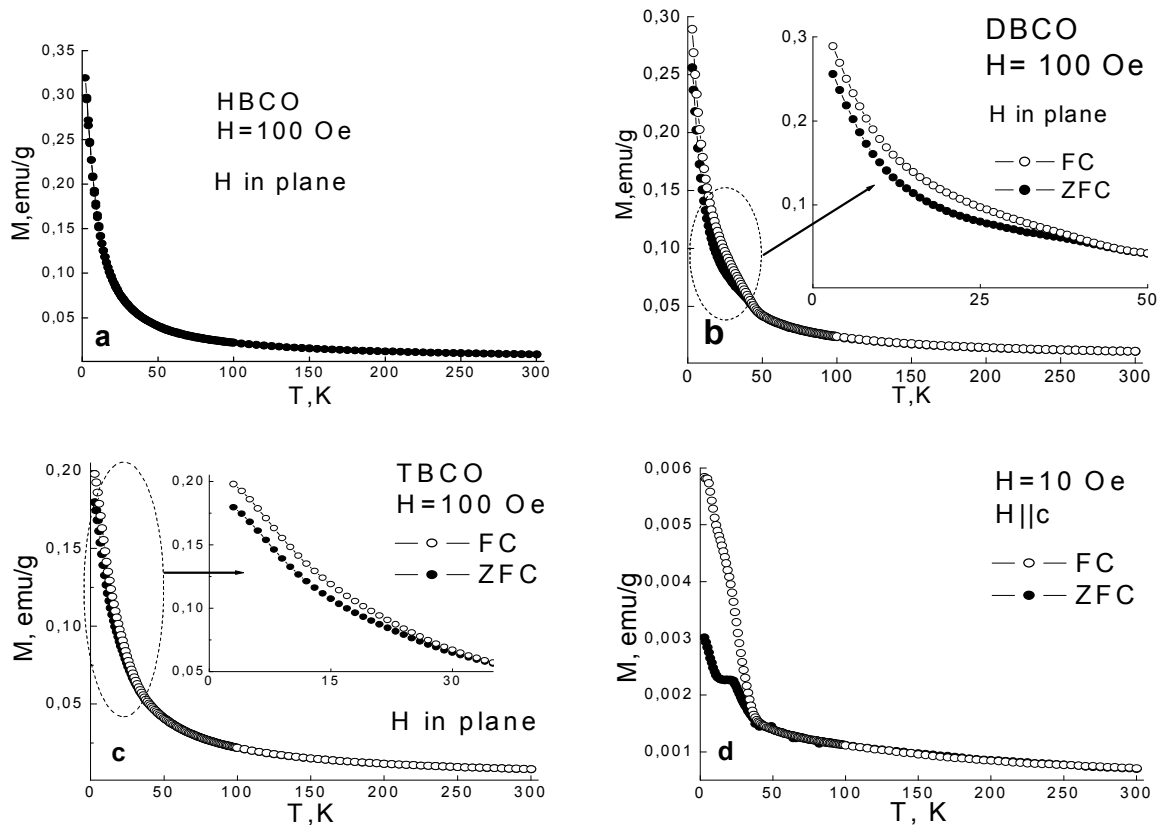 0,35
0,30
0,25
0,20
0,15
0,10
0,05
M,emu/g
HBCO
H=100 Oe
H in plane
a
0 50 100 150 200 250 300
T,K
0,30
0,25
0,20
0,15
0,10
0,05
M,emu/g
0,3
0,2
0,1
0 25 50
DBCO
H= 100 Oe
H in plane
FC
ZFC
b
0 50 100 150 200 250 300
T,K
0,20
0,15
0,10
0,05
M, emu/g
0,20
0,15
0,10
0,05
0 15 30
TBCO
H=100 Oe
FC
ZFC
H in plane
c
0 50 100 150 200 250 300
T,K
0,006
0,005
0,004
0,003
0,002
0,001
M, emu/g
H=10 Oe
H||c
FC
ZFC
d
0 50 100 150 200 250 300
T, K